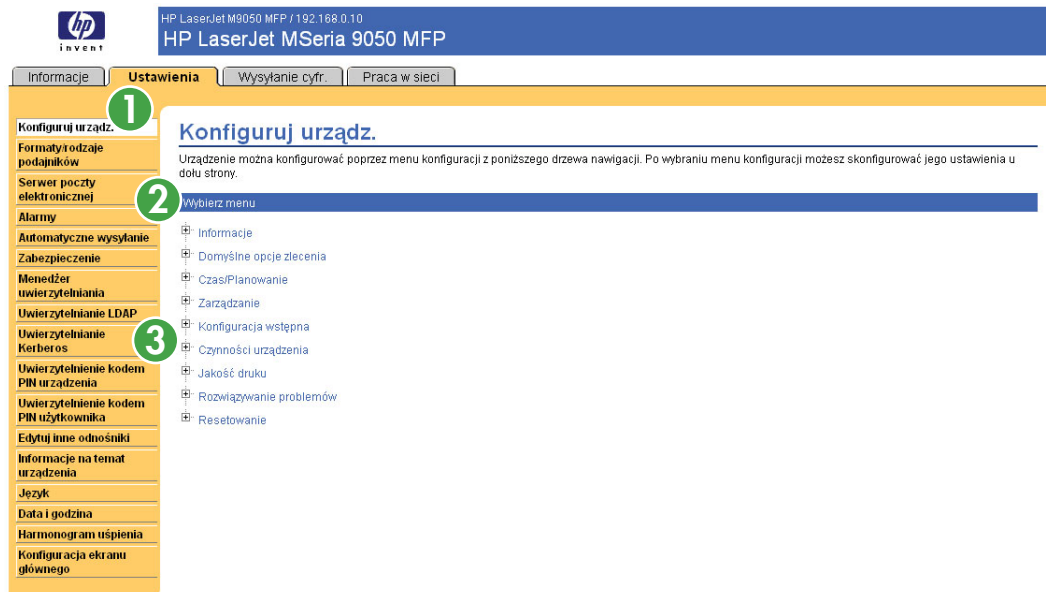 hp
invent
HP LaserJet M9050 MFP / 192.168.0.10
HP LaserJet MSeria 9050 MFP
Informacje
Ustawienia
Wysyłanie cyfr.
Praca w sieci
1
Konfiguruj urządz.
Formaty/rodzaje
podajników
Serwer poczty
elektronicznej
Alarmy
Automatyczne wysyłanie
Zabezpieczenie
Menedżer
uwierzytelniania
Uwierzytelnianie LDAP
Uwierzytelnianie
Kerberos
Uwierzytelnienie kodem
PIN urządzenia
Uwierzytelnienie kodem
PIN użytkownika
Edytuj inne odnośniki
Informacje na temat
urządzenia
Język
Data i godzina
Harmonogram uśpienia
Konfiguracja ekranu
głównego
Konfiguruj urządz.
Urządzenie można konfigurować poprzez menu konfiguracji z poniższego drzewa nawigacji. Po wybraniu menu konfiguracji możesz skonfigurować jego ustawienia u
dołu strony.
2
Wybierz menu
Informacje
Domyślne opcje zlecenia
Czas/Planowanie
Zarządzanie
Konfiguracja wstępna
3
Czynności urządzenia
Jakość druku
Rozwiązywanie problemów
Resetowanie